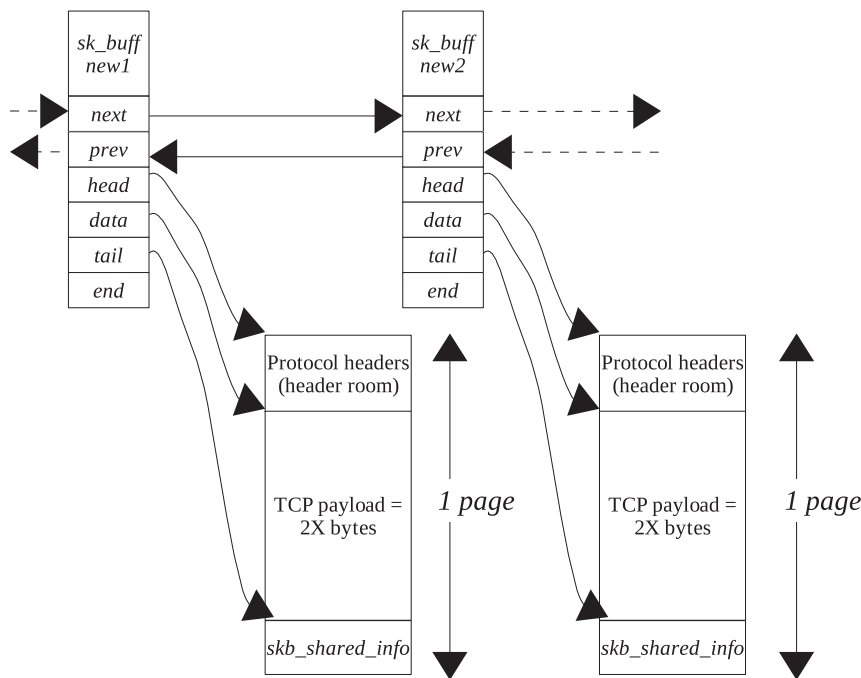 sk_buff
new1
next
prev
head
data
tail
end
sk_buff
new2
next
prev
head
data
tail
end
Protocol headers
(header room)
TCP payload =
2X bytes
skb_shared_info
1 page
Protocol headers
(header room)
TCP payload =
2X bytes
skb_shared_info
1 page